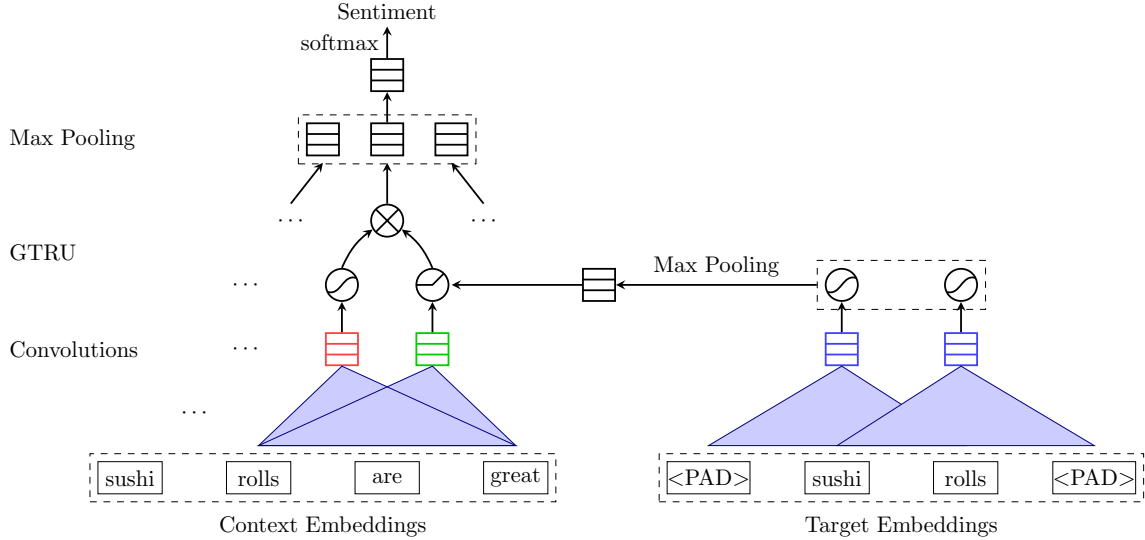 Sentiment
softmax
Max Pooling
· · ·
· · ·
GTRU
Max Pooling
· · ·
Convolutions
· · ·
· · ·
sushi rolls are great <PAD> sushi rolls <PAD>
Context Embeddings Target Embeddings